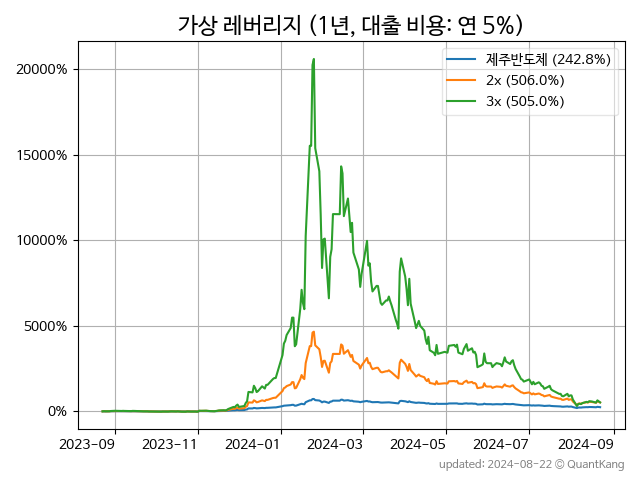 가상 레버리지 (1년, 대출 비용: 연 5%)
제주반도체 (242.8%)
2x (506.0%)
3x (505.0%)
20000%
15000%
10000%
5000%
0%
2023-09 2023-11 2024-01 2024-03 2024-05 2024-07 2024-09
updated: 2024-08-22 © QuantKang